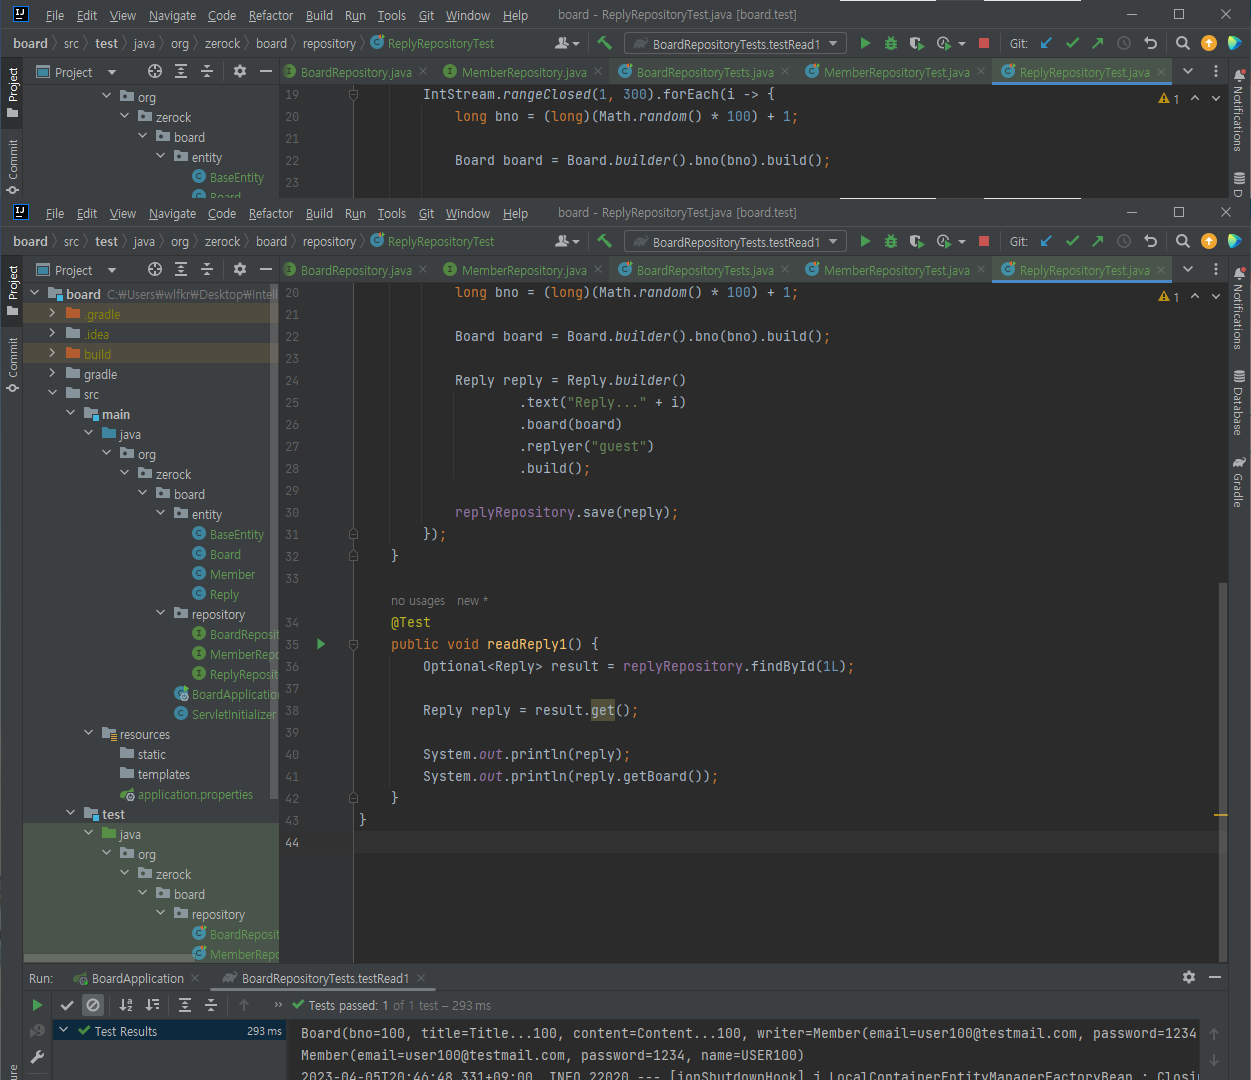 File Edit View Navigate Code Refactor Build Run Tools Git Window Help board - ReplyRepositoryTest.java [board.test]
board src test java org zerock board repository ReplyRepositoryTest BoardRepositoryTests.testRead1 Git:
Project BoardRepository.java MemberRepository.java BoardRepositoryTests.java MemberRepositoryTest.java ReplyRepositoryTest.java
Project
Commit
Notifications
D
org
zerock
board
entity
BaseEntity
Board
19 IntStream.rangeClosed(1, 300).forEach(i -> { 1
20 long bno = (long)(Math.random() * 100) + 1;
21
22 Board board = Board.builder().bno(bno).build();
23
File Edit View Navigate Code Refactor Build Run Tools Git Window Help board - ReplyRepositoryTest.java [board.test]
board src test java org zerock board repository ReplyRepositoryTest BoardRepositoryTests.testRead1 Git:
Project BoardRepository.java MemberRepository.java BoardRepositoryTests.java MemberRepositoryTest.java ReplyRepositoryTest.java
Project
Commit
Notifications
Database
Gradle
board C:₩Users₩wlfkr₩Desktop₩Intell
.gradle
.idea
build
gradle
src
main
java
org
zerock
board
entity
BaseEntity
Board
Member
Reply
repository
BoardReposit
MemberRepo
ReplyReposit
BoardApplication
ServletInitializer
resources
static
templates
application.properties
test
java
org
zerock
board
repository
BoardReposit
MemberRepo
20 long bno = (long)(Math.random() * 100) + 1; 1
21
22 Board board = Board.builder().bno(bno).build();
23
24 Reply reply = Reply.builder()
25 .text("Reply..." + i)
26 .board(board)
27 .replyer("guest")
28 .build();
29
30 replyRepository.save(reply);
31 });
32 }
33
no usages new *
34 @Test
35 public void readReply1() {
36 Optional<Reply> result = replyRepository.findById(1L);
37
38 Reply reply = result.get();
39
40 System.out.println(reply);
41 System.out.println(reply.getBoard());
42 }
43 }
44
Run: BoardApplication BoardRepositoryTests.testRead1
Tests passed: 1 of 1 test – 293 ms
Test Results 293 ms
Board(bno=100, title=Title...100, content=Content...100, writer=Member(email=user100@testmail.com, password=1234
Member(email=user100@testmail.com, password=1234, name=USER100)
2023-04-05T20:46:48.331+09:00 INFO 22020 --- [ionShutdownHook] j.LocalContainerEntityManagerFactoryBean : Closin
ure